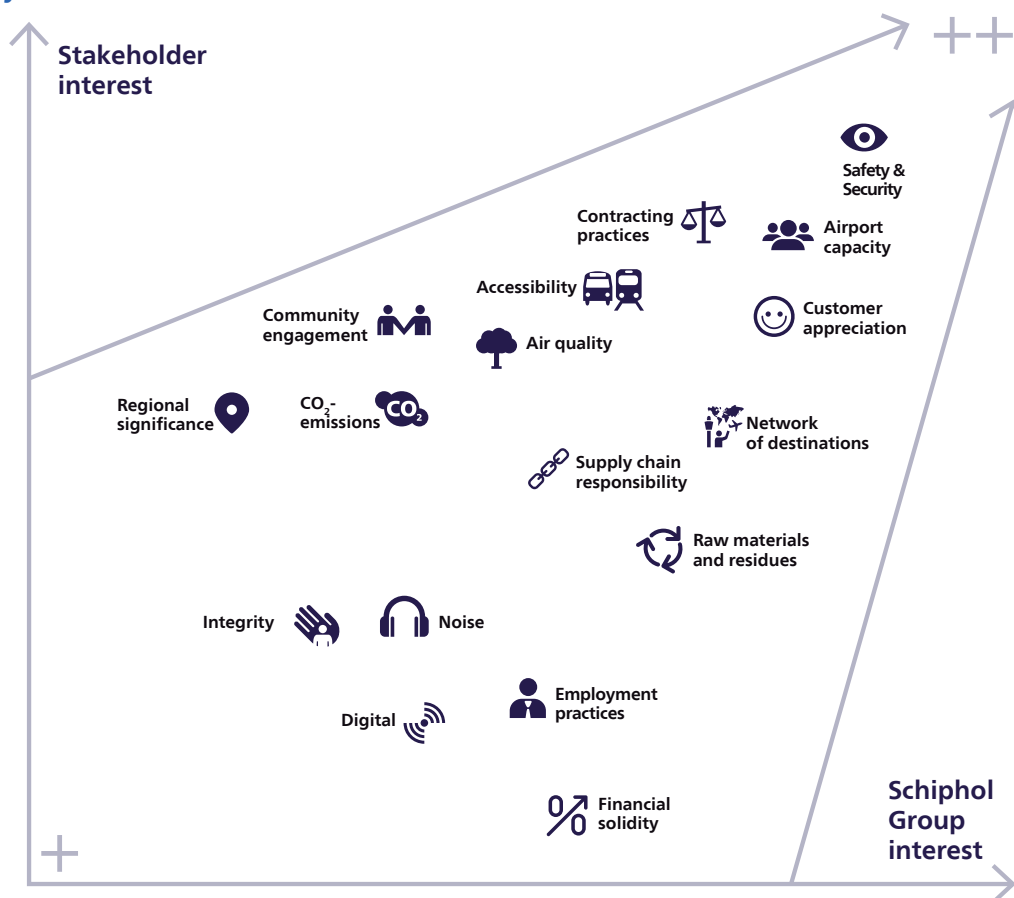 Stakeholder
interest
++
Safety &
Security
Contracting
practices
Airport
capacity
Accessibility
Customer
appreciation
Community
engagement
Air quality
Regional
significance
CO₂-
emissions
CO₂
Network
of destinations
Supply chain
responsibility
Raw materials
and residues
Integrity
Noise
Employment
practices
Digital
Financial
solidity
Schiphol
Group
interest
+